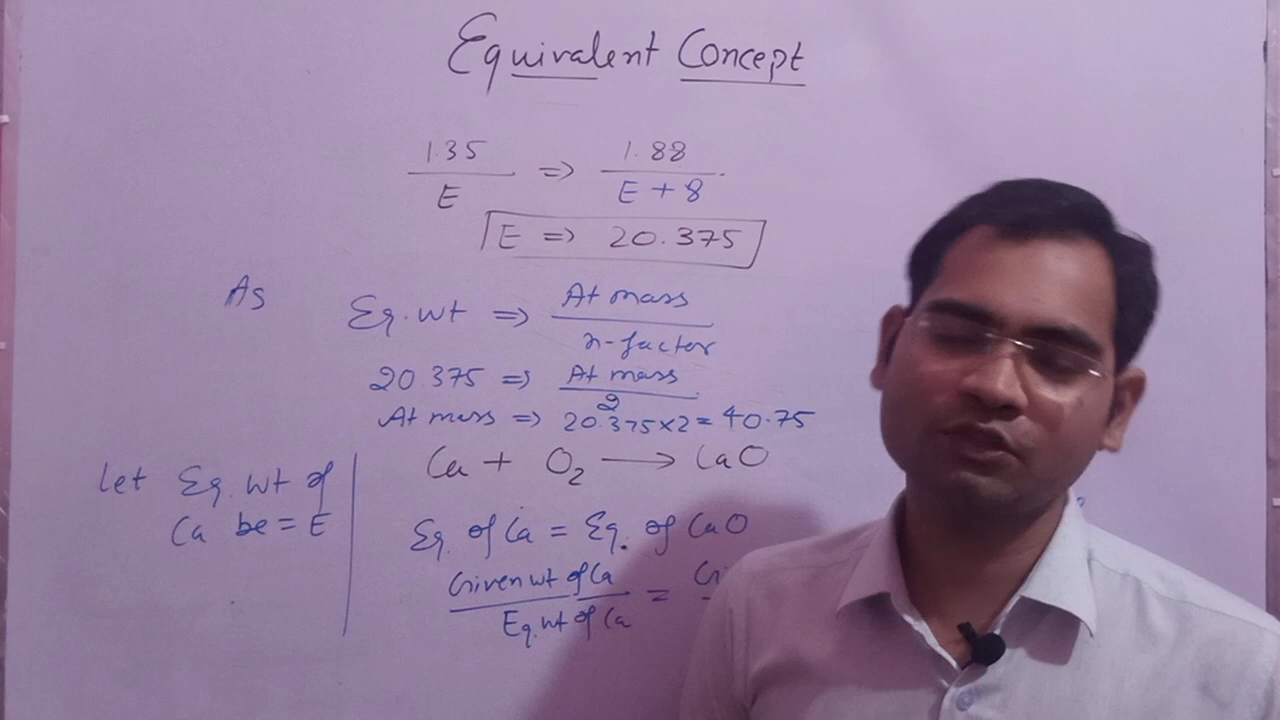 Equivalent Concept
1.35 / E => 1.88 / E + 8
E => 20.375
As Eq. wt => At mass / n-factor
20.375 => At mass / 2
At mass => 20.375×2 = 40.75
Ca + O2 → CaO
let Eq. wt of
Ca be = E
Eq. of Ca = Eq. of CaO
Given wt of Ca / Eq. wt of Ca =